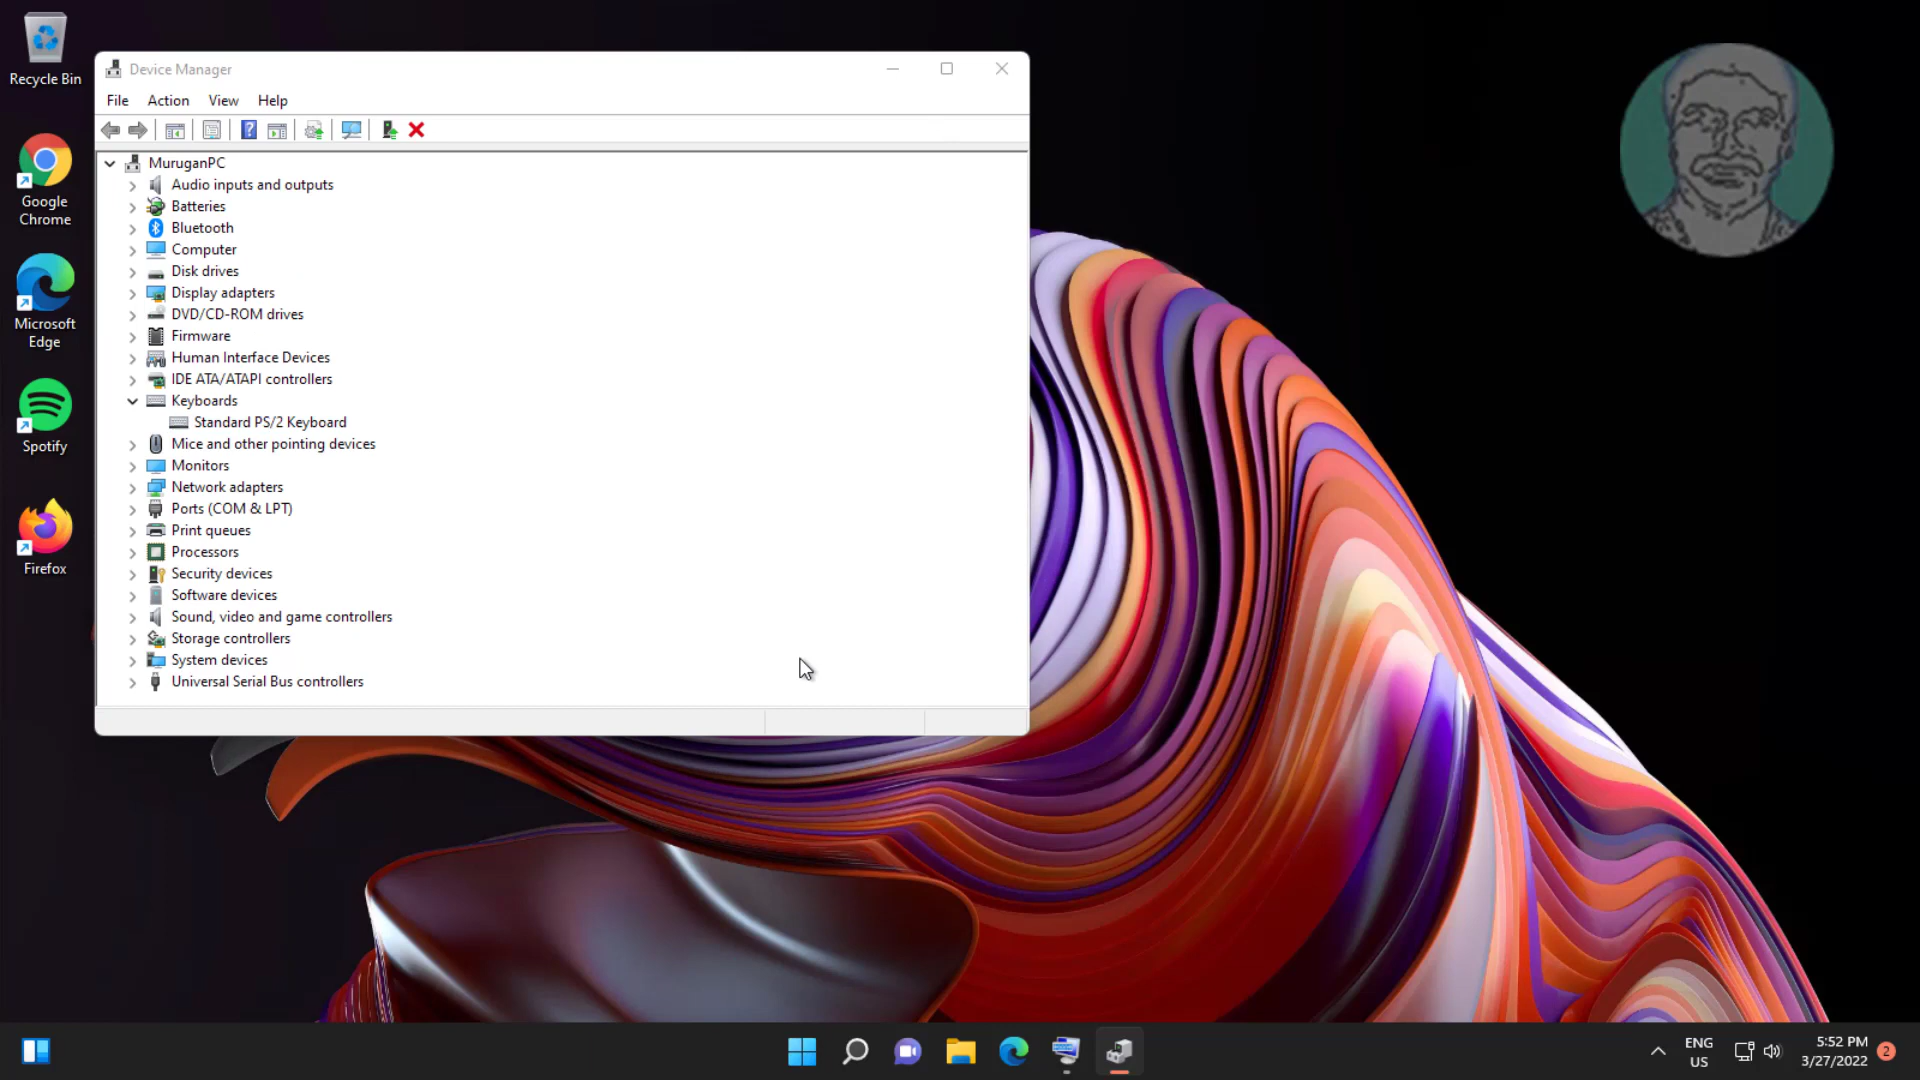 Recycle Bin
Google
Chrome
Microsoft
Edge
Spotify
Firefox
Device Manager
File Action View Help
MuruganPC
Audio inputs and outputs
Batteries
Bluetooth
Computer
Disk drives
Display adapters
DVD/CD-ROM drives
Firmware
Human Interface Devices
IDE ATA/ATAPI controllers
Keyboards
Standard PS/2 Keyboard
Mice and other pointing devices
Monitors
Network adapters
Ports (COM & LPT)
Print queues
Processors
Security devices
Software devices
Sound, video and game controllers
Storage controllers
System devices
Universal Serial Bus controllers
ENG
US
5:52 PM
3/27/2022
2